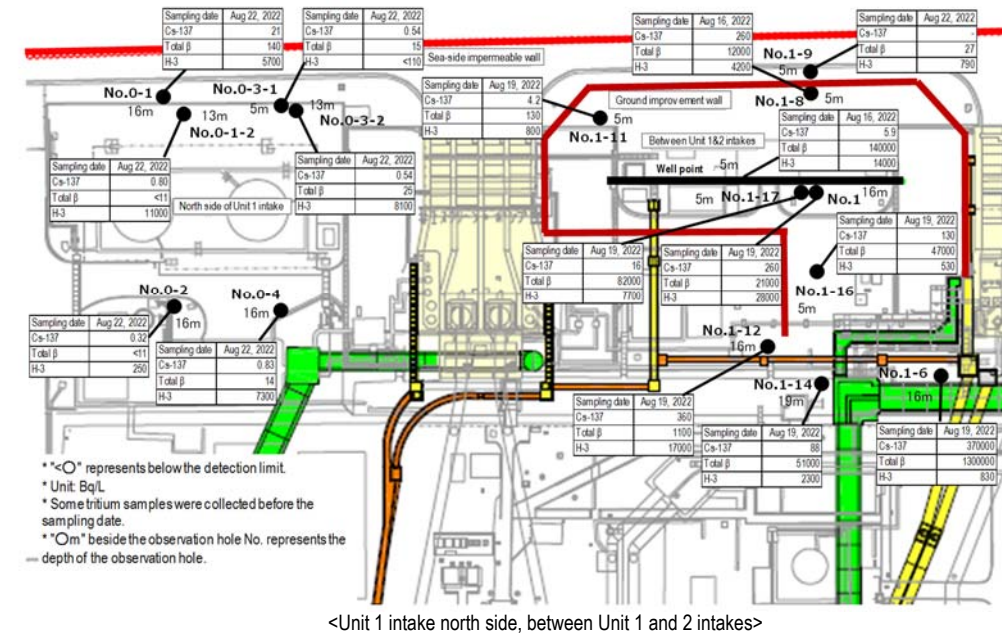 Sampling date Aug 22, 2022
Cs-137 21
Total β 140
H-3 5700
Sampling date Aug 22, 2022
Cs-137 0.54
Total β 15
H-3 <110
Sea-side impermeable wall
Sampling date Aug 16, 2022
Cs-137 260
Total β 12000
H-3 4200
Sampling date Aug 22, 2022
Cs-137 -
Total β 27
H-3 790
No.1-9
5m
No.0-1
16m
No.0-3-1
5m
13m
No.0-1-2
13m
No.0-3-2
Sampling date Aug 19, 2022
Cs-137 4.2
Total β 130
H-3 800
Ground improvement wall
No.1-8
5m
5m
No.1-11
Between Unit 1&2 intakes
Sampling date Aug 16, 2022
Cs-137 5.9
Total β 140000
H-3 14000
Well point
5m
Sampling date Aug 22, 2022
Cs-137 0.80
Total β <11
H-3 11000
North side of Unit 1 intake
Sampling date Aug 22, 2022
Cs-137 0.54
Total β 25
H-3 8100
5m
No.1-17
No.1
16m
Sampling date Aug 19, 2022
Cs-137 16
Total β 82000
H-3 7700
Sampling date Aug 19, 2022
Cs-137 260
Total β 21000
H-3 28000
Sampling date Aug 19, 2022
Cs-137 130
Total β 47000
H-3 530
No.1-16
5m
No.0-2
16m
No.0-4
16m
Sampling date Aug 22, 2022
Cs-137 0.32
Total β <11
H-3 250
Sampling date Aug 22, 2022
Cs-137 0.83
Total β 14
H-3 7300
No.1-12
16m
No.1-14
19m
No.1-6
16m
Sampling date Aug 19, 2022
Cs-137 360
Total β 1100
H-3 17000
Sampling date Aug 19, 2022
Cs-137 88
Total β 51000
H-3 2300
Sampling date Aug 19, 2022
Cs-137 370000
Total β 1300000
H-3 830
* "<O" represents below the detection limit.
* Unit: Bq/L
* Some tritium samples were collected before the
sampling date.
* "Om" beside the observation hole No. represents the
depth of the observation hole.
<Unit 1 intake north side, between Unit 1 and 2 intakes>